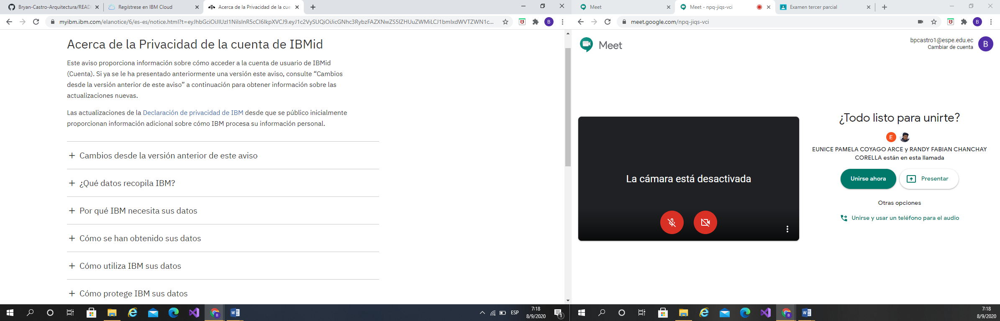 Bryan-Castro-Arquitectura/READ
Regístrese en IBM Cloud
Acerca de la Privacidad de la cue
myibm.ibm.com/elanotice/6/es-es/notice.html?t=eyJhbGciOiJIUzI1NiIsInR5cCI6IkpXVCJ9.eyJ1c2VySUQiOiJicGNhc3RybzFAZXNwZS5lZHUuZWMiLCJ1bmlxdWVTZWN1c...
B
Acerca de la Privacidad de la cuenta de IBMid
Este aviso proporciona información sobre cómo acceder a la cuenta de usuario de IBMid
(Cuenta). Si ya se le ha presentado anteriormente una versión este aviso, consulte “Cambios
desde la versión anterior de este aviso” a continuación para obtener información sobre las
actualizaciones nuevas.
Las actualizaciones de la Declaración de privacidad de IBM desde que se público inicialmente
proporcionan información adicional sobre cómo IBM procesa su información personal.
Cambios desde la versión anterior de este aviso
¿Qué datos recopila IBM?
Por qué IBM necesita sus datos
Cómo se han obtenido sus datos
Cómo utiliza IBM sus datos
Cómo protege IBM sus datos
ESP
7:18
8/9/2020
1
Meet
Meet - npq-jiqs-vci
Examen tercer parcial
meet.google.com/npq-jiqs-vci
B
Meet
bpcastro1@espe.edu.ec
Cambiar de cuenta
B
La cámara está desactivada
¿Todo listo para unirte?
E
EUNICE PAMELA COYAGO ARCE y RANDY FABIAN CHANCHAY
CORELLA están en esta llamada
Unirse ahora
Presentar
Otras opciones
Unirse y usar un teléfono para el audio
7:18
8/9/2020